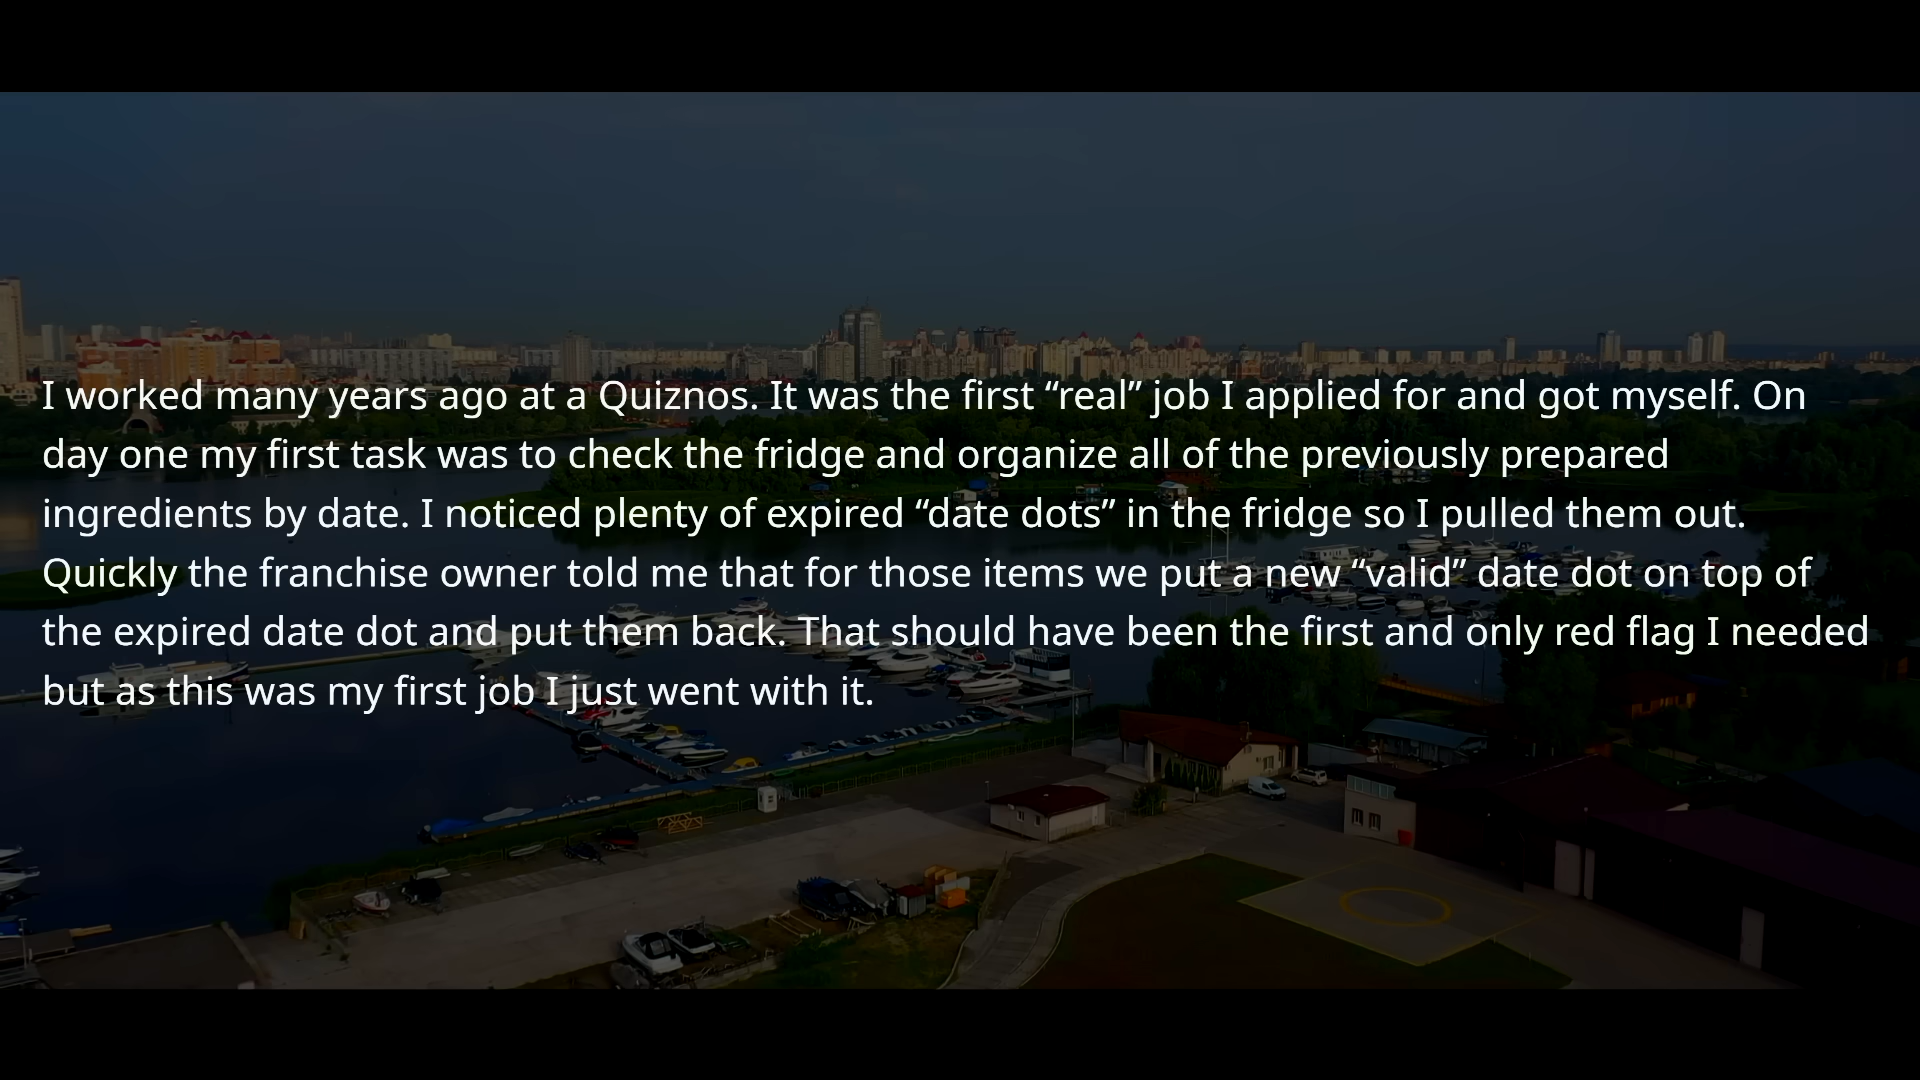 I worked many years ago at a Quiznos. It was the first “real” job I applied for and got myself. On
day one my first task was to check the fridge and organize all of the previously prepared
ingredients by date. I noticed plenty of expired “date dots” in the fridge so I pulled them out.
Quickly the franchise owner told me that for those items we put a new “valid” date dot on top of
the expired date dot and put them back. That should have been the first and only red flag I needed
but as this was my first job I just went with it.